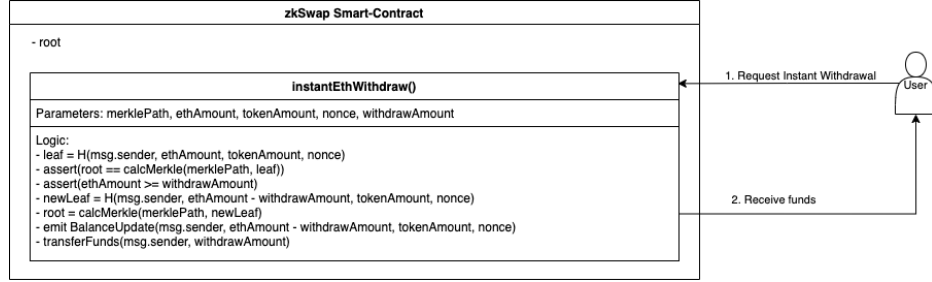 zkSwap Smart-Contract
- root
instantEthWithdraw()
Parameters: merklePath, ethAmount, tokenAmount, nonce, withdrawAmount
Logic:
- leaf = H(msg.sender, ethAmount, tokenAmount, nonce)
- assert(root == calcMerkle(merklePath, leaf))
- assert(ethAmount >= withdrawAmount)
- newLeaf = H(msg.sender, ethAmount - withdrawAmount, tokenAmount, nonce)
- root = calcMerkle(merklePath, newLeaf)
- emit BalanceUpdate(msg.sender, ethAmount - withdrawAmount, tokenAmount, nonce)
- transferFunds(msg.sender, withdrawAmount)
1. Request Instant Withdrawal
User
2. Receive funds